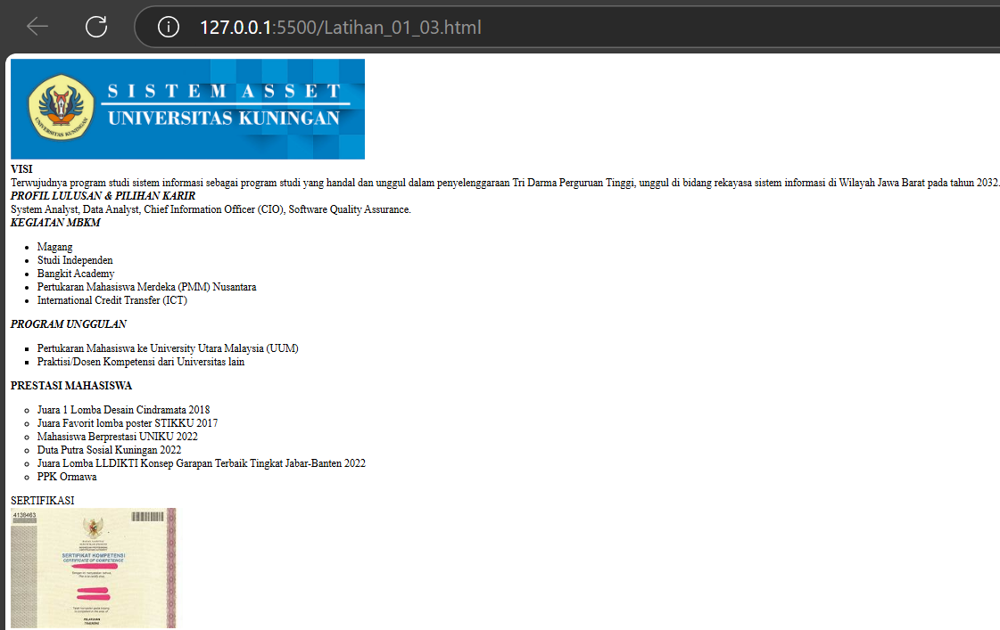 127.0.0.1:5500/Latihan_01_03.html
SISTEM ASSET
UNIVERSITAS KUNINGAN
UNIVERSITAS KUNINGAN
VISI
Terwujudnya program studi sistem informasi sebagai program studi yang handal dan unggul dalam penyelenggaraan Tri Darma Perguruan Tinggi, unggul di bidang rekayasa sistem informasi di Wilayah Jawa Barat pada tahun 2032.
PROFIL LULUSAN & PILIHAN KARIR
System Analyst, Data Analyst, Chief Information Officer (CIO), Software Quality Assurance.
KEGIATAN MBKM
Magang
Studi Independen
Bangkit Academy
Pertukaran Mahasiswa Merdeka (PMM) Nusantara
International Credit Transfer (ICT)
PROGRAM UNGGULAN
Pertukaran Mahasiswa ke University Utara Malaysia (UUM)
Praktisi/Dosen Kompetensi dari Universitas lain
PRESTASI MAHASISWA
Juara 1 Lomba Desain Cindramata 2018
Juara Favorit lomba poster STIKKU 2017
Mahasiswa Berprestasi UNIKU 2022
Duta Putra Sosial Kuningan 2022
Juara Lomba LLDIKTI Konsep Garapan Terbaik Tingkat Jabar-Banten 2022
PPK Ormawa
SERTIFIKASI
4138463
SERTIFIKAT KOMPETENSI
CERTIFICATE OF COMPETENCE